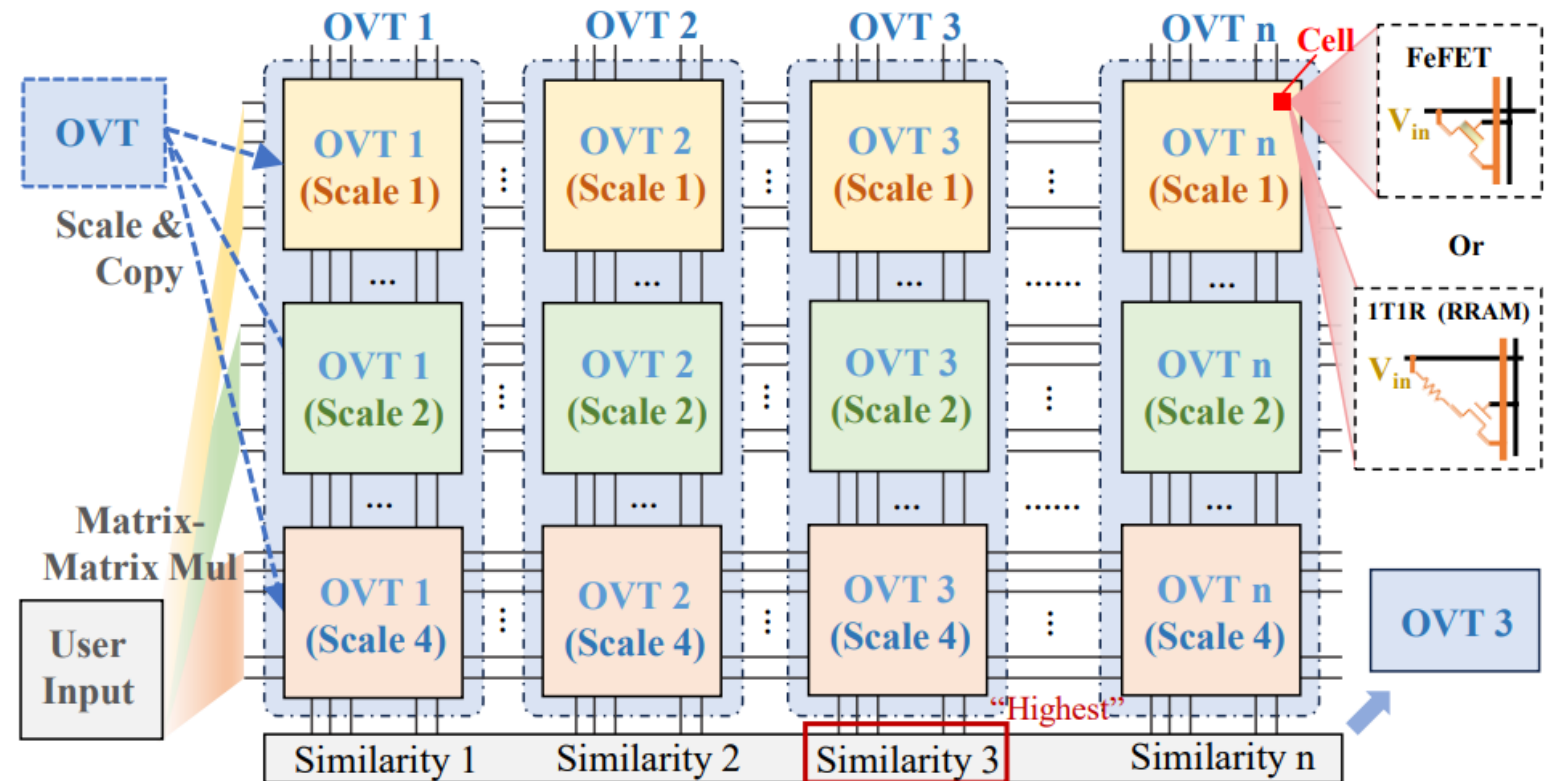 OVT 1
OVT 2
OVT 3
OVT n
Cell
FeFET
V_in
Or
1T1R (RRAM)
V_in
OVT
Scale &
Copy
OVT 1
(Scale 1)
OVT 2
(Scale 1)
OVT 3
(Scale 1)
OVT n
(Scale 1)
...
...
...
......
...
OVT 1
(Scale 2)
OVT 2
(Scale 2)
OVT 3
(Scale 2)
OVT n
(Scale 2)
...
...
...
......
...
Matrix-
Matrix Mul
User
Input
OVT 1
(Scale 4)
OVT 2
(Scale 4)
OVT 3
(Scale 4)
OVT n
(Scale 4)
OVT 3
“Highest”
Similarity 1
Similarity 2
Similarity 3
Similarity n